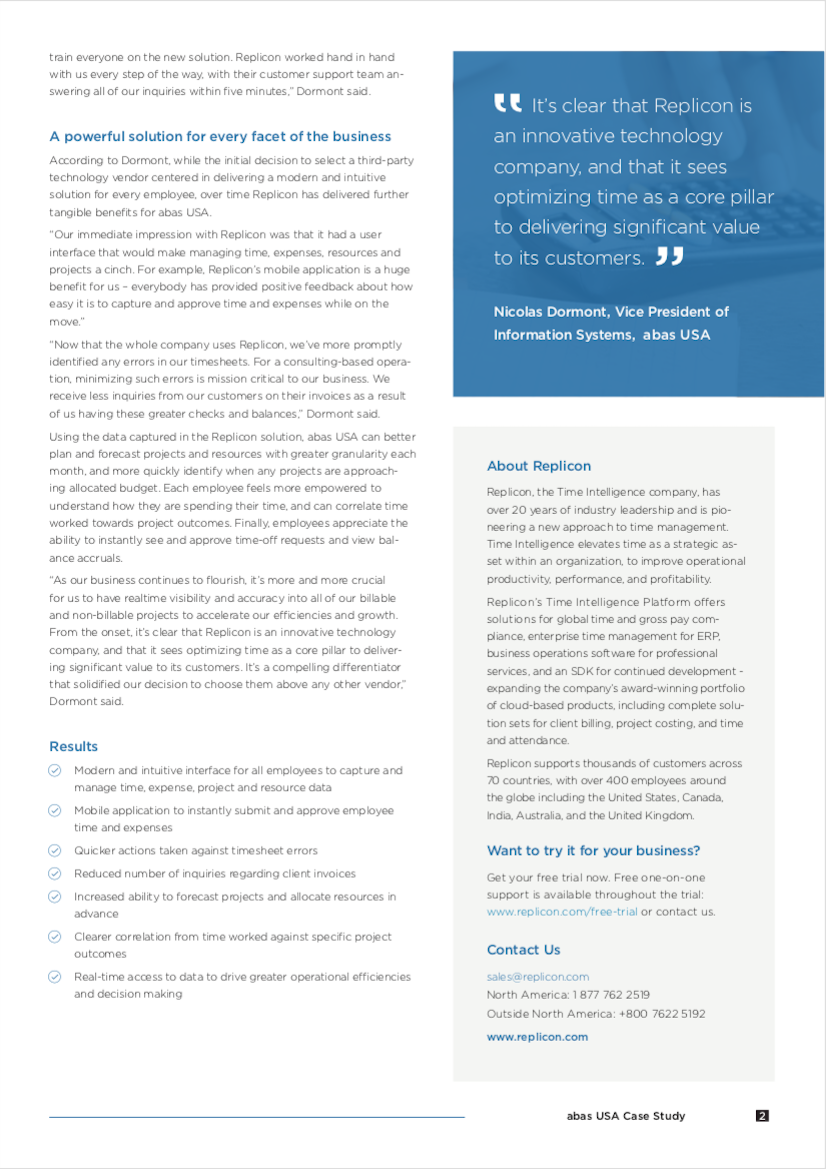 train everyone on the new solution. Replicon worked hand in hand
with us every step of the way, with their customer support team an-
swering all of our inquiries within five minutes,” Dormont said.
A powerful solution for every facet of the business
According to Dormont, while the initial decision to select a third-party
technology vendor centered in delivering a modern and intuitive
solution for every employee, over time Replicon has delivered further
tangible benefits for abas USA.
“Our immediate impression with Replicon was that it had a user
interface that would make managing time, expenses, resources and
projects a cinch. For example, Replicon’s mobile application is a huge
benefit for us – everybody has provided positive feedback about how
easy it is to capture and approve time and expenses while on the
move.”
“Now that the whole company uses Replicon, we’ve more promptly
identified any errors in our timesheets. For a consulting-based opera-
tion, minimizing such errors is mission critical to our business. We
receive less inquiries from our customers on their invoices as a result
of us having these greater checks and balances,” Dormont said.
Using the data captured in the Replicon solution, abas USA can better
plan and forecast projects and resources with greater granularity each
month, and more quickly identify when any projects are approach-
ing allocated budget. Each employee feels more empowered to
understand how they are spending their time, and can correlate time
worked towards project outcomes. Finally, employees appreciate the
ability to instantly see and approve time-off requests and view bal-
ance accruals.
“As our business continues to flourish, it’s more and more crucial
for us to have realtime visibility and accuracy into all of our billable
and non-billable projects to accelerate our efficiencies and growth.
From the onset, it’s clear that Replicon is an innovative technology
company, and that it sees optimizing time as a core pillar to deliver-
ing significant value to its customers. It’s a compelling differentiator
that solidified our decision to choose them above any other vendor,”
Dormont said.
Results
Modern and intuitive interface for all employees to capture and
manage time, expense, project and resource data
Mobile application to instantly submit and approve employee
time and expenses
Quicker actions taken against timesheet errors
Reduced number of inquiries regarding client invoices
Increased ability to forecast projects and allocate resources in
advance
Clearer correlation from time worked against specific project
outcomes
Real-time access to data to drive greater operational efficiencies
and decision making
“ It’s clear that Replicon is
an innovative technology
company, and that it sees
optimizing time as a core pillar
to delivering significant value
to its customers. ”
Nicolas Dormont, Vice President of
Information Systems, abas USA
About Replicon
Replicon, the Time Intelligence company, has
over 20 years of industry leadership and is pio-
neering a new approach to time management.
Time Intelligence elevates time as a strategic as-
set within an organization, to improve operational
productivity, performance, and profitability.
Replicon’s Time Intelligence Platform offers
solutions for global time and gross pay com-
pliance, enterprise time management for ERP,
business operations software for professional
services, and an SDK for continued development -
expanding the company’s award-winning portfolio
of cloud-based products, including complete solu-
tion sets for client billing, project costing, and time
and attendance.
Replicon supports thousands of customers across
70 countries, with over 400 employees around
the globe including the United States, Canada,
India, Australia, and the United Kingdom.
Want to try it for your business?
Get your free trial now. Free one-on-one
support is available throughout the trial:
www.replicon.com/free-trial or contact us.
Contact Us
sales@replicon.com
North America: 1 877 762 2519
Outside North America: +800 7622 5192
www.replicon.com
abas USA Case Study 2